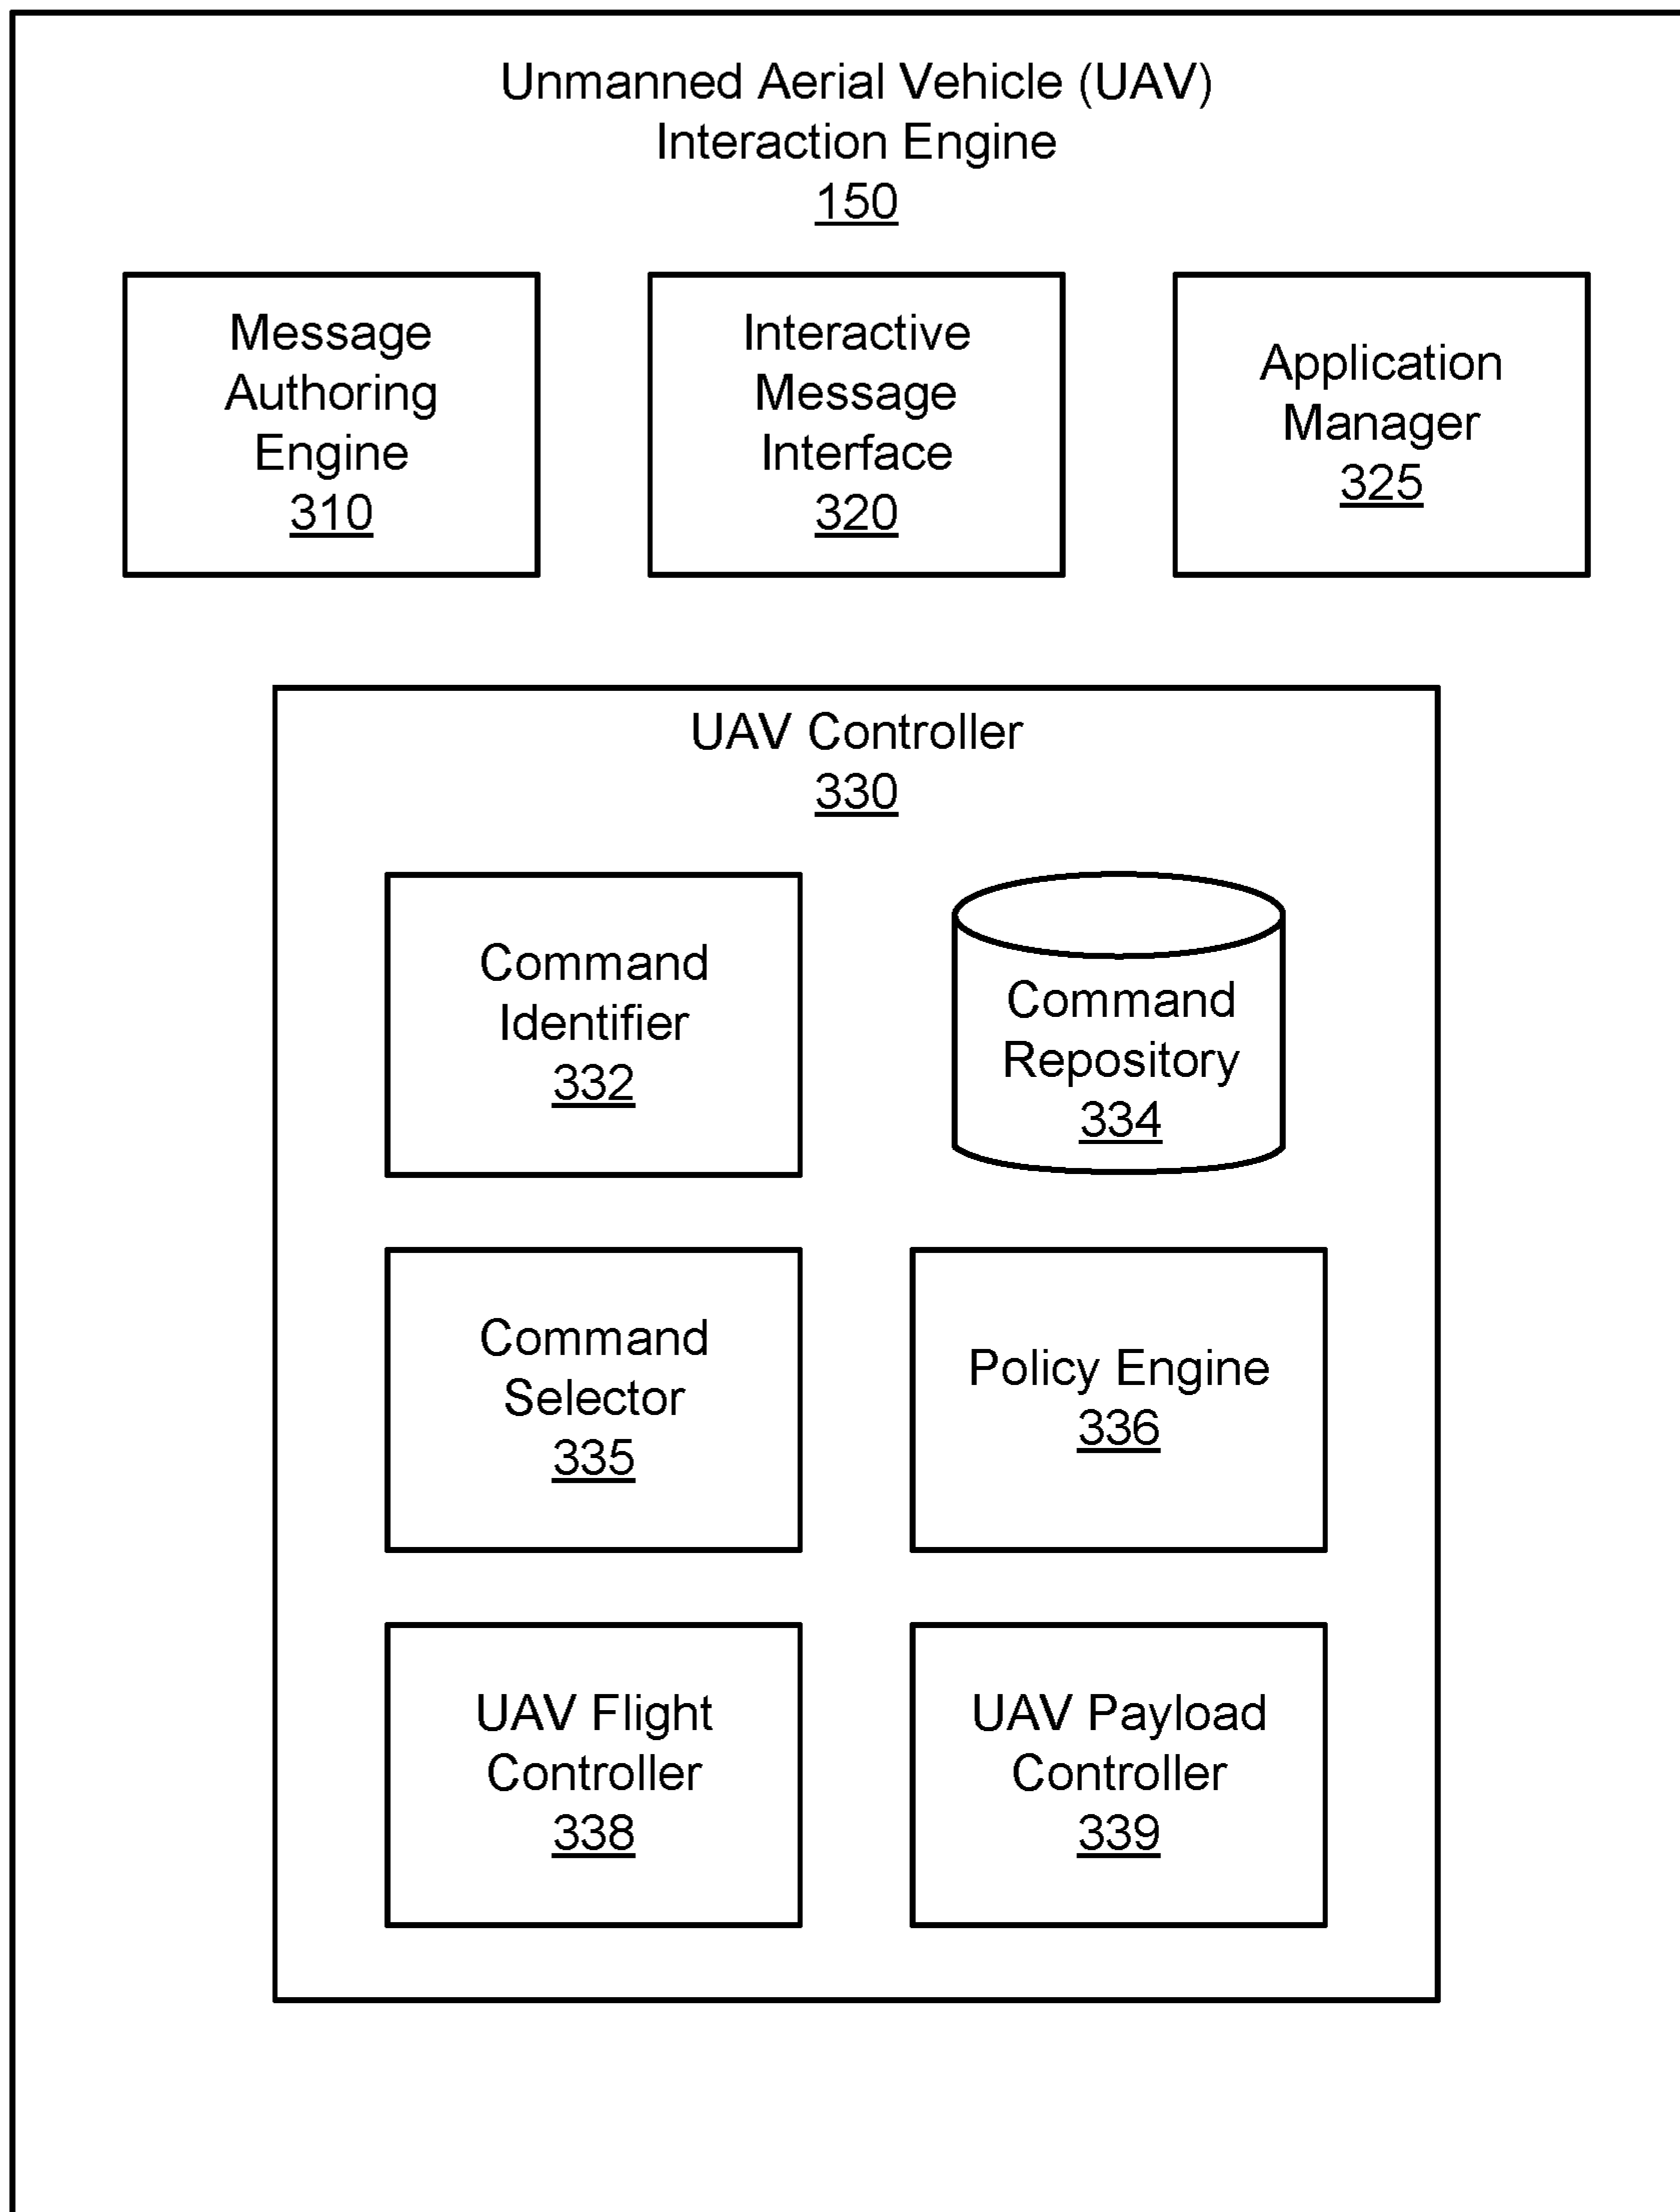 Unmanned Aerial Vehicle (UAV)
Interaction Engine
150
Message
Authoring
Engine
310
Interactive
Message
Interface
320
Application
Manager
325
UAV Controller
330
Command
Identifier
332
Command
Repository
334
Command
Selector
335
Policy Engine
336
UAV Flight
Controller
338
UAV Payload
Controller
339